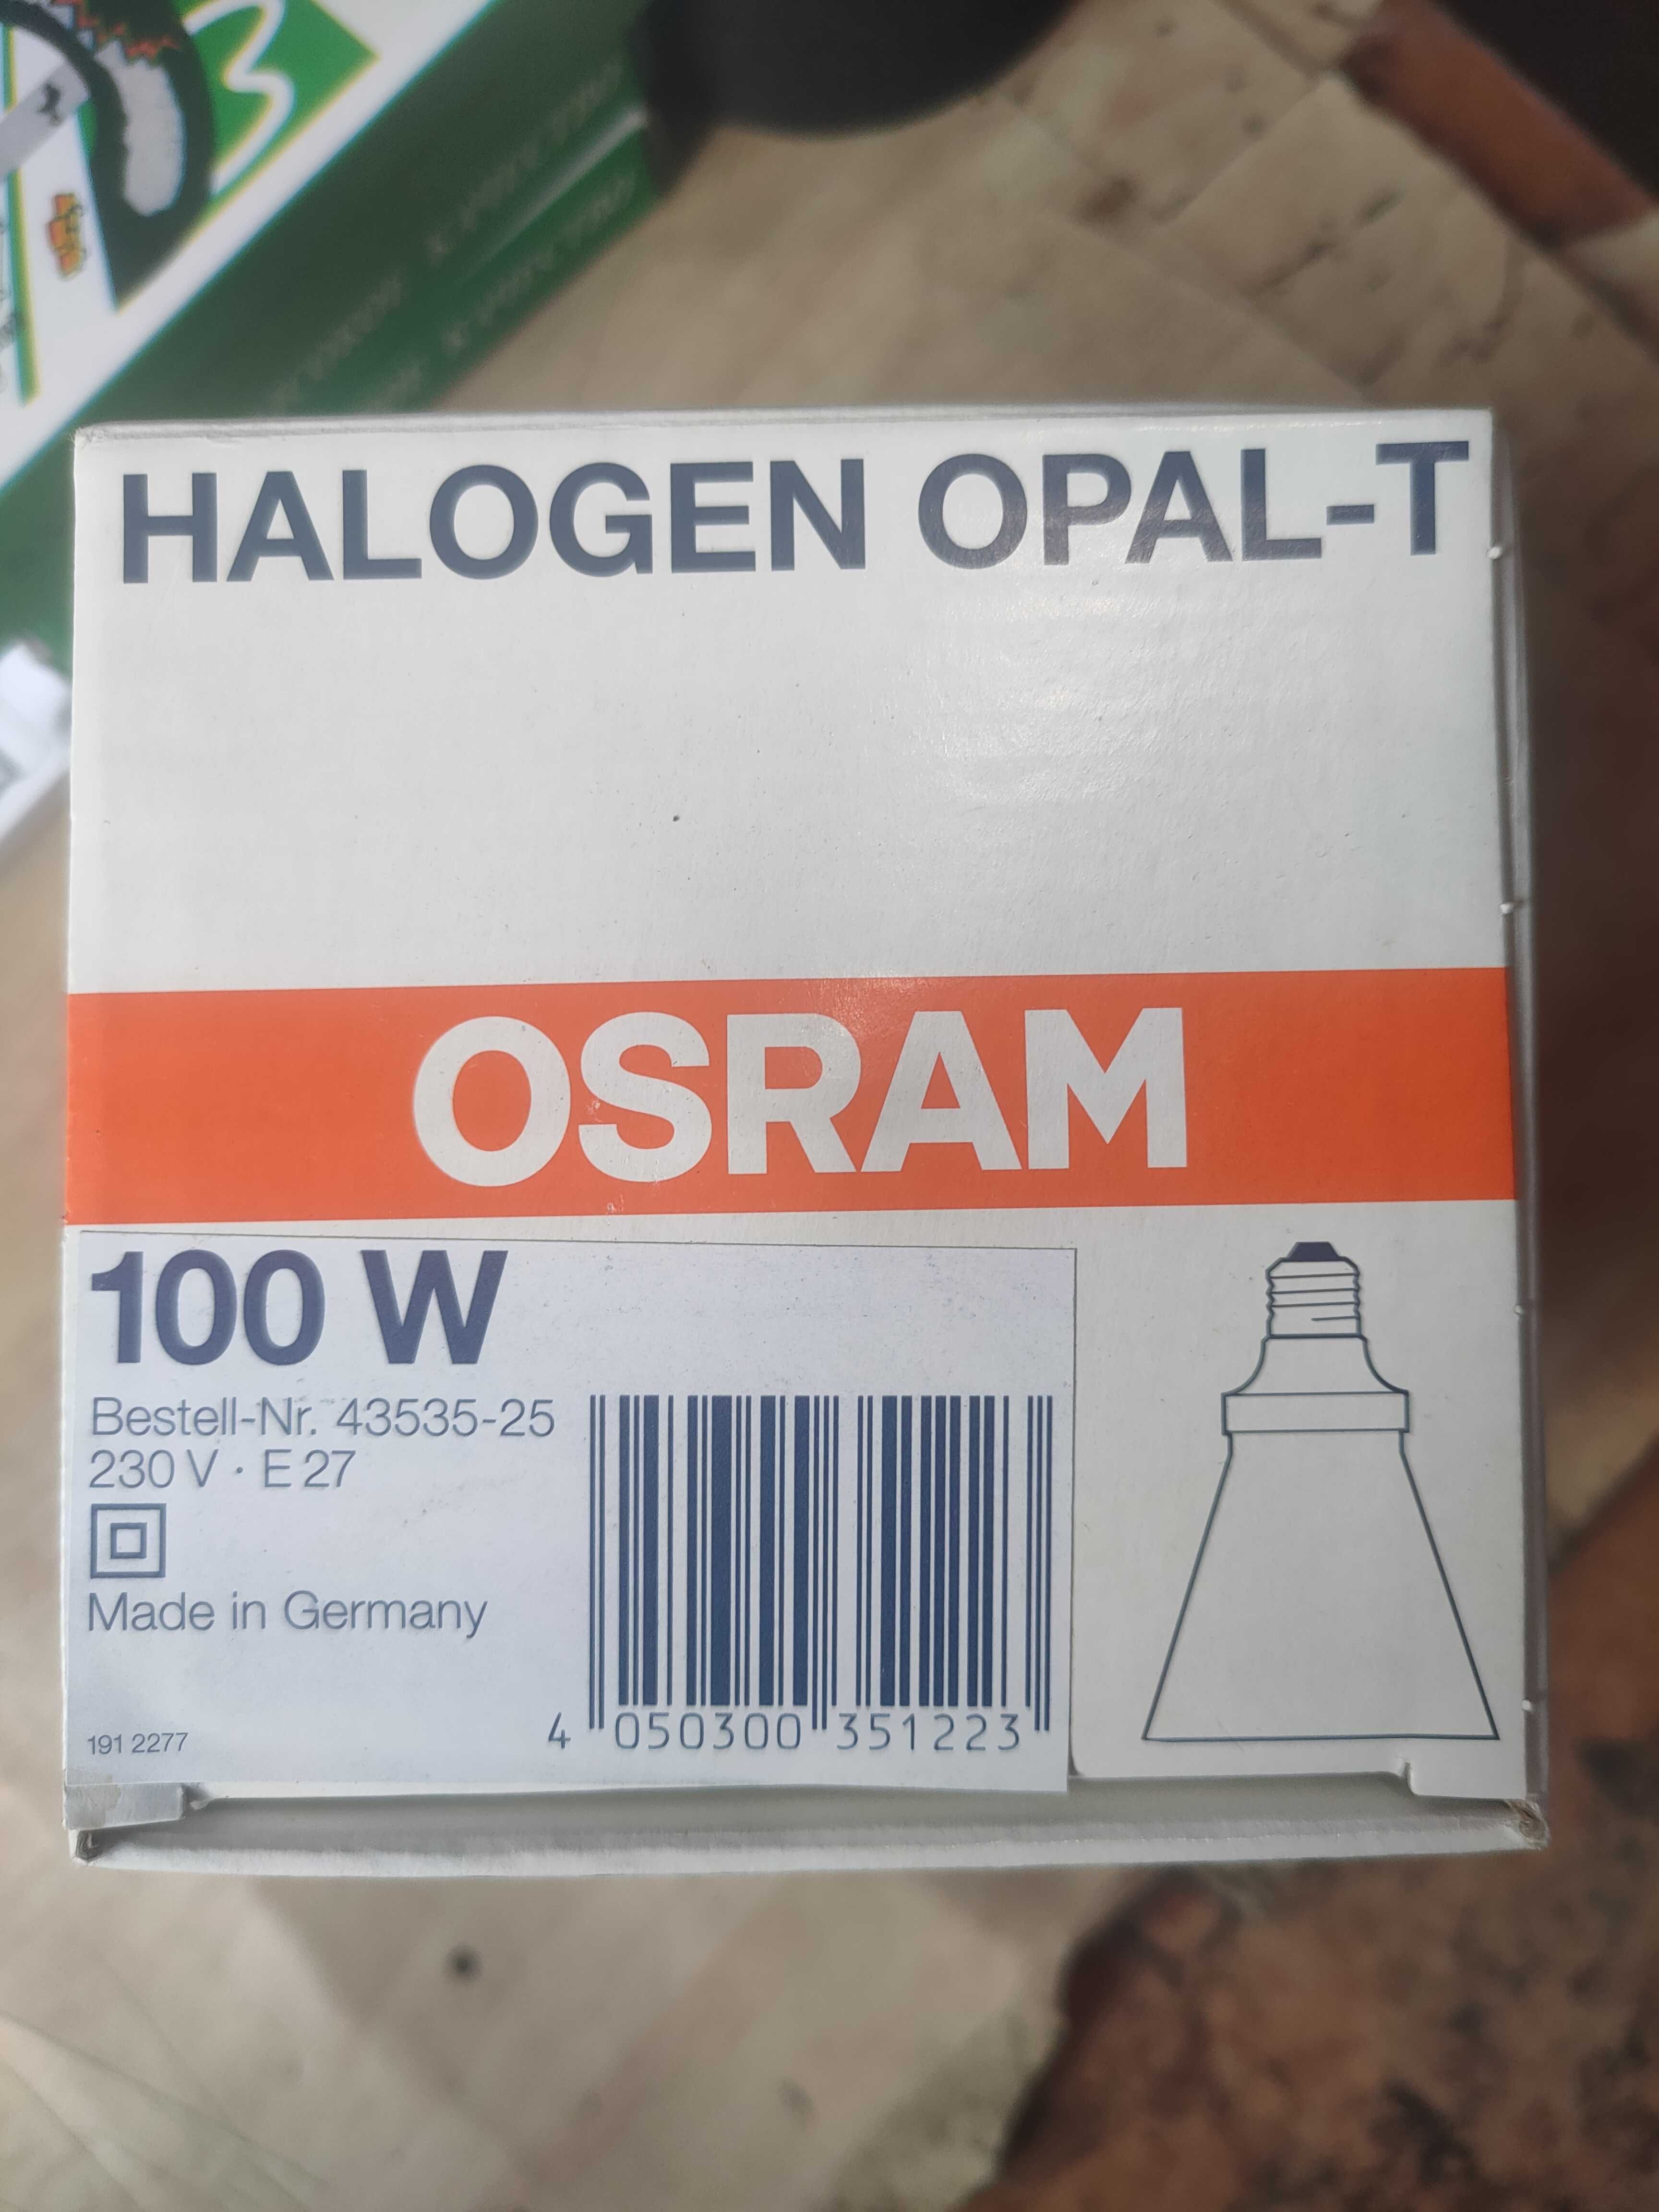 HALOGEN OPAL-T
OSRAM
100 W
Bestell-Nr. 43535-25
230 V · E 27
Made in Germany
191 2277
4 050300 351223